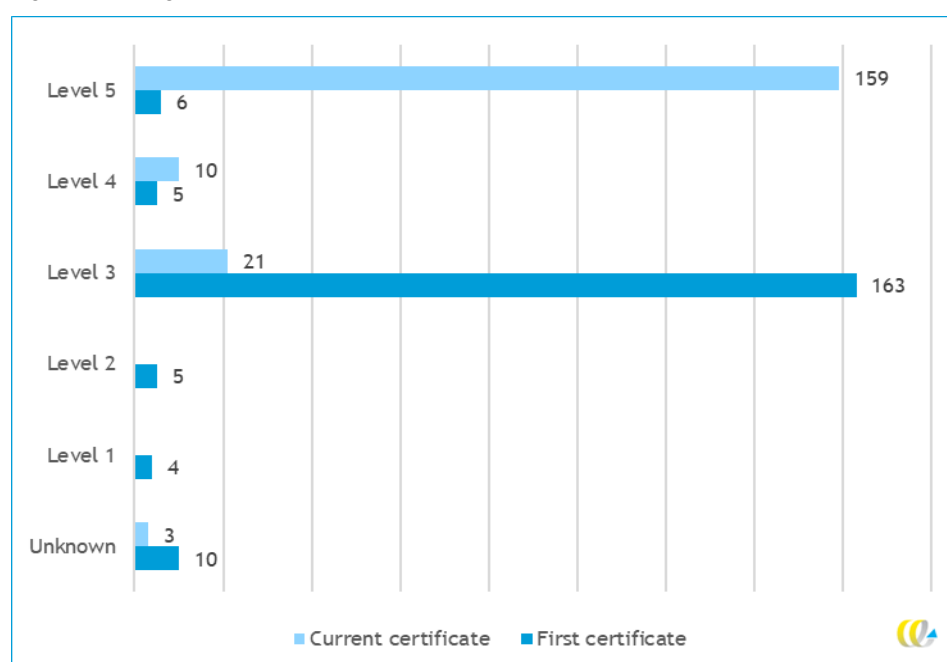 Level 5
159
6
Level 4
10
5
Level 3
21
163
Level 2
5
Level 1
4
Unknown
3
10
Current certificate First certificate